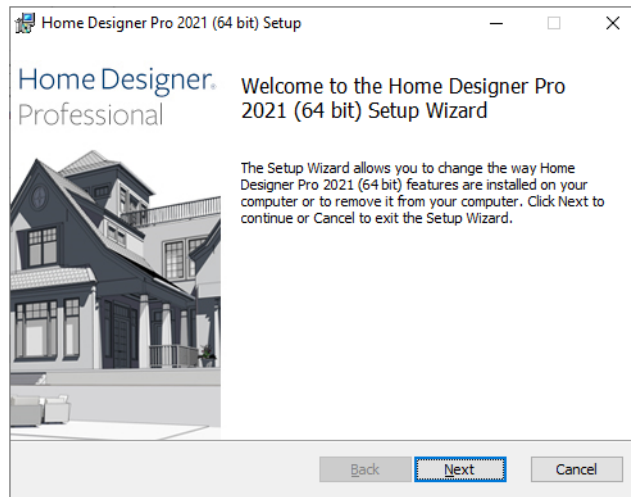 Home Designer Pro 2021 (64 bit) Setup
Home Designer®
Professional
Welcome to the Home Designer Pro
2021 (64 bit) Setup Wizard
The Setup Wizard allows you to change the way Home
Designer Pro 2021 (64 bit) features are installed on your
computer or to remove it from your computer. Click Next to
continue or Cancel to exit the Setup Wizard.
Back Next Cancel